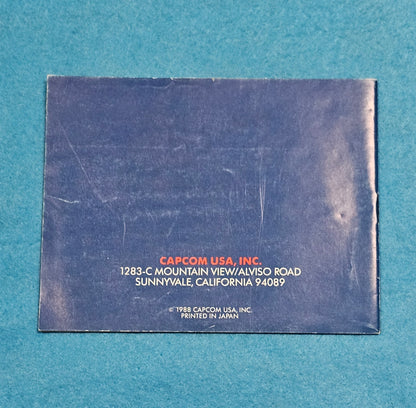 CAPCOM USA, INC.
1283-C MOUNTAIN VIEW/ALVISO ROAD
SUNNYVALE, CALIFORNIA 94089
© 1988 CAPCOM USA, INC.
PRINTED IN JAPAN